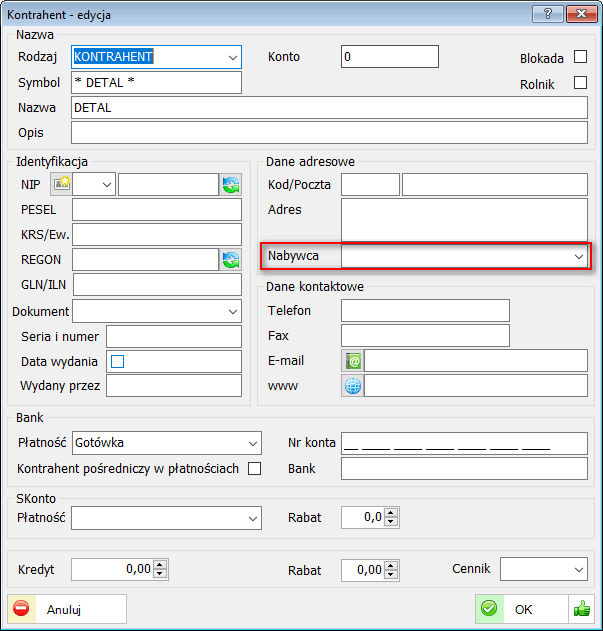 Kontrahent - edycja
Nazwa
Rodzaj KONTRAHENT Konto 0 Blokada
Symbol * DETAL * Rolnik
Nazwa DETAL
Opis
Identyfikacja Dane adresowe
NIP Kod/Poczta
PESEL Adres
KRS/Ew.
REGON Nabywca
GLN/ILN Dane kontaktowe
Dokument Telefon
Seria i numer Fax
Data wydania E-mail
Wydany przez www
Bank
Płatność Gotówka Nr konta __ ____ ____ ____ ____ ____ ____
Kontrahent pośredniczy w płatnościach Bank
SKonto
Płatność Rabat 0,0
Kredyt 0,00 Rabat 0,00 Cennik
Anuluj OK